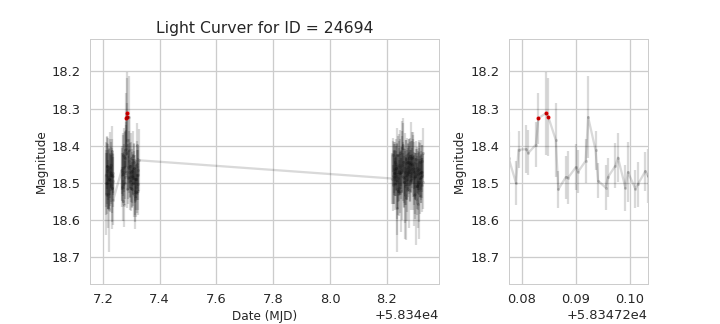 Light Curver for ID = 24694
Magnitude
18.2
18.3
18.4
18.5
18.6
18.7
7.2 7.4 7.6 7.8 8.0 8.2
Date (MJD)
+5.834e4
Magnitude
18.2
18.3
18.4
18.5
18.6
18.7
0.08 0.09 0.10
+5.83472e4